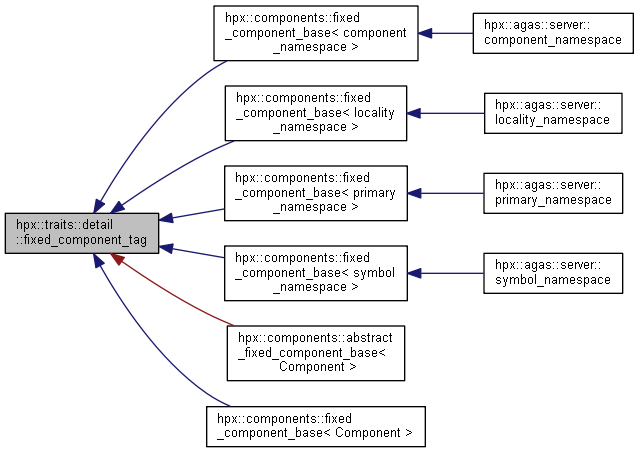 hpx::components::fixed
_component_base< component
_namespace >
hpx::agas::server::
component_namespace
hpx::components::fixed
_component_base< locality
_namespace >
hpx::agas::server::
locality_namespace
hpx::components::fixed
_component_base< primary
_namespace >
hpx::agas::server::
primary_namespace
hpx::traits::detail
::fixed_component_tag
hpx::components::fixed
_component_base< symbol
_namespace >
hpx::agas::server::
symbol_namespace
hpx::components::abstract
_fixed_component_base<
Component >
hpx::components::fixed
_component_base< Component >